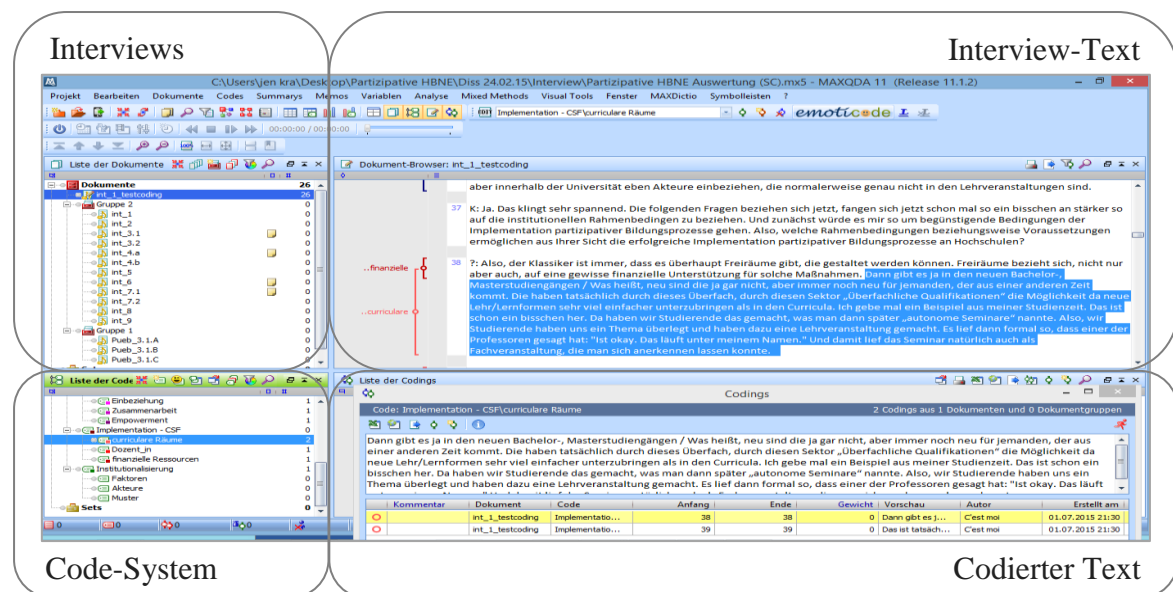 Interviews
Interview-Text
C:\Users\jen kra\Desktop\Partizipative HBNE\Diss 24.02.15\Interview\Partizipative HBNE Auswertung (SC).mx5 - MAXQDA 11 (Release 11.1.2)
Projekt Bearbeiten Dokumente Codes Summarys Memos Variablen Analyse Mixed Methods Visual Tools Fenster MAXDictio Symbolleisten ?
Implementation - CSF\curriculare Räume
emoticode
00:00:00 / 00:00:00
Liste der Dokumente
Dokumente 26
int_1_testcoding 26
Gruppe 2 0
int_1 0
int_2 0
int_3.1 0
int_3.2 0
int_4.a 0
int_4.b 0
int_5 0
int_6 0
int_7.1 0
int_7.2 0
int_8 0
int_9 0
Gruppe 1 0
Pueb_3.1.A 0
Pueb_3.1.B 0
Pueb_3.1.C 0
Dokument-Browser: int_1_testcoding
aber innerhalb der Universität eben Akteure einbeziehen, die normalerweise genau nicht in den Lehrveranstaltungen sind.
37 K: Ja. Das klingt sehr spannend. Die folgenden Fragen beziehen sich jetzt, fangen sich jetzt schon mal so ein bisschen an stärker so
auf die institutionellen Rahmenbedingen zu beziehen. Und zunächst würde es mir so um begünstigende Bedingungen der
Implementation partizipativer Bildungsprozesse gehen. Also, welche Rahmenbedingungen beziehungsweise Voraussetzungen
ermöglichen aus Ihrer Sicht die erfolgreiche Implementation partizipativer Bildungsprozesse an Hochschulen?
..finanzielle
38 ?: Also, der Klassiker ist immer, dass es überhaupt Freiräume gibt, die gestaltet werden können. Freiräume bezieht sich, nicht nur
aber auch, auf eine gewisse finanzielle Unterstützung für solche Maßnahmen. Dann gibt es ja in den neuen Bachelor-,
Masterstudiengängen / Was heißt, neu sind die ja gar nicht, aber immer noch neu für jemanden, der aus einer anderen Zeit
kommt. Die haben tatsächlich durch dieses Überfach, durch diesen Sektor „Überfachliche Qualifikationen" die Möglichkeit da neue
..curriculare
Lehr/Lernformen sehr viel einfacher unterzubringen als in den Curricula. Ich gebe mal ein Beispiel aus meiner Studienzeit. Das ist
schon ein bisschen her. Da haben wir Studierende das gemacht, was man dann später „autonome Seminare" nannte. Also, wir
Studierende haben uns ein Thema überlegt und haben dazu eine Lehrveranstaltung gemacht. Es lief dann formal so, dass einer der
Professoren gesagt hat: "Ist okay. Das läuft unter meinem Namen." Und damit lief das Seminar natürlich auch als
Fachveranstaltung, die man sich anerkennen lassen konnte.
Liste der Code
Einbeziehung 1
Zusammenarbeit 1
Empowerment 1
Implementation - CSF 0
curriculare Räume 2
Dozent_in 1
finanzielle Ressourcen 1
Institutionalisierung 1
Faktoren 0
Akteure 0
Muster 0
Sets 0
0 0 0 0
Liste der Codings
Codings
Code: Implementation - CSF\curriculare Räume
2 Codings aus 1 Dokumenten und 0 Dokumentgruppen
Dann gibt es ja in den neuen Bachelor-, Masterstudiengängen / Was heißt, neu sind die ja gar nicht, aber immer noch neu für jemanden, der aus
einer anderen Zeit kommt. Die haben tatsächlich durch dieses Überfach, durch diesen Sektor „Überfachliche Qualifikationen" die Möglichkeit da
neue Lehr/Lernformen sehr viel einfacher unterzubringen als in den Curricula. Ich gebe mal ein Beispiel aus meiner Studienzeit. Das ist schon ein
bisschen her. Da haben wir Studierende das gemacht, was man dann später „autonome Seminare" nannte. Also, wir Studierende haben uns ein
Thema überlegt und haben dazu eine Lehrveranstaltung gemacht. Es lief dann formal so, dass einer der Professoren gesagt hat: "Ist okay. Das läuft
Kommentar Dokument Code Anfang Ende Gewicht Vorschau Autor Erstellt am
int_1_testcoding Implementatio... 38 38 0 Dann gibt es j... C'est moi 01.07.2015 21:30
int_1_testcoding Implementatio... 39 39 0 Das ist tatsäch... C'est moi 01.07.2015 21:30
Code-System
Codierter Text